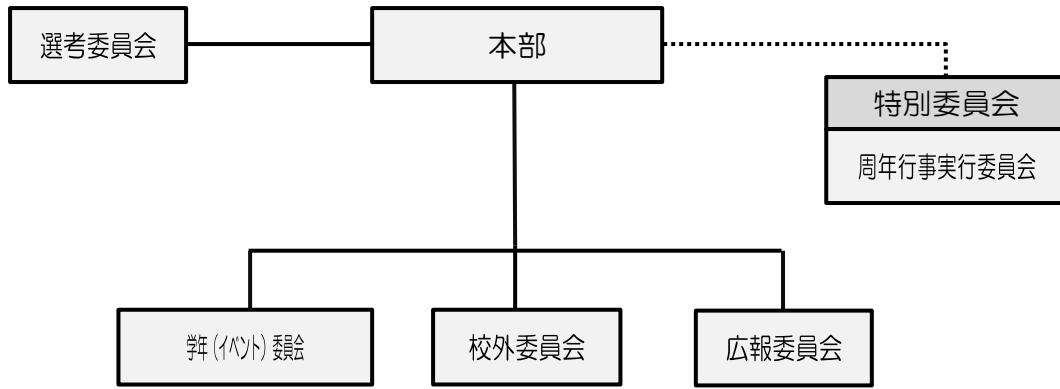 選考委員会
本部
特別委員会
周年行事実行委員会
学年(イベント)委員会
校外委員会
広報委員会